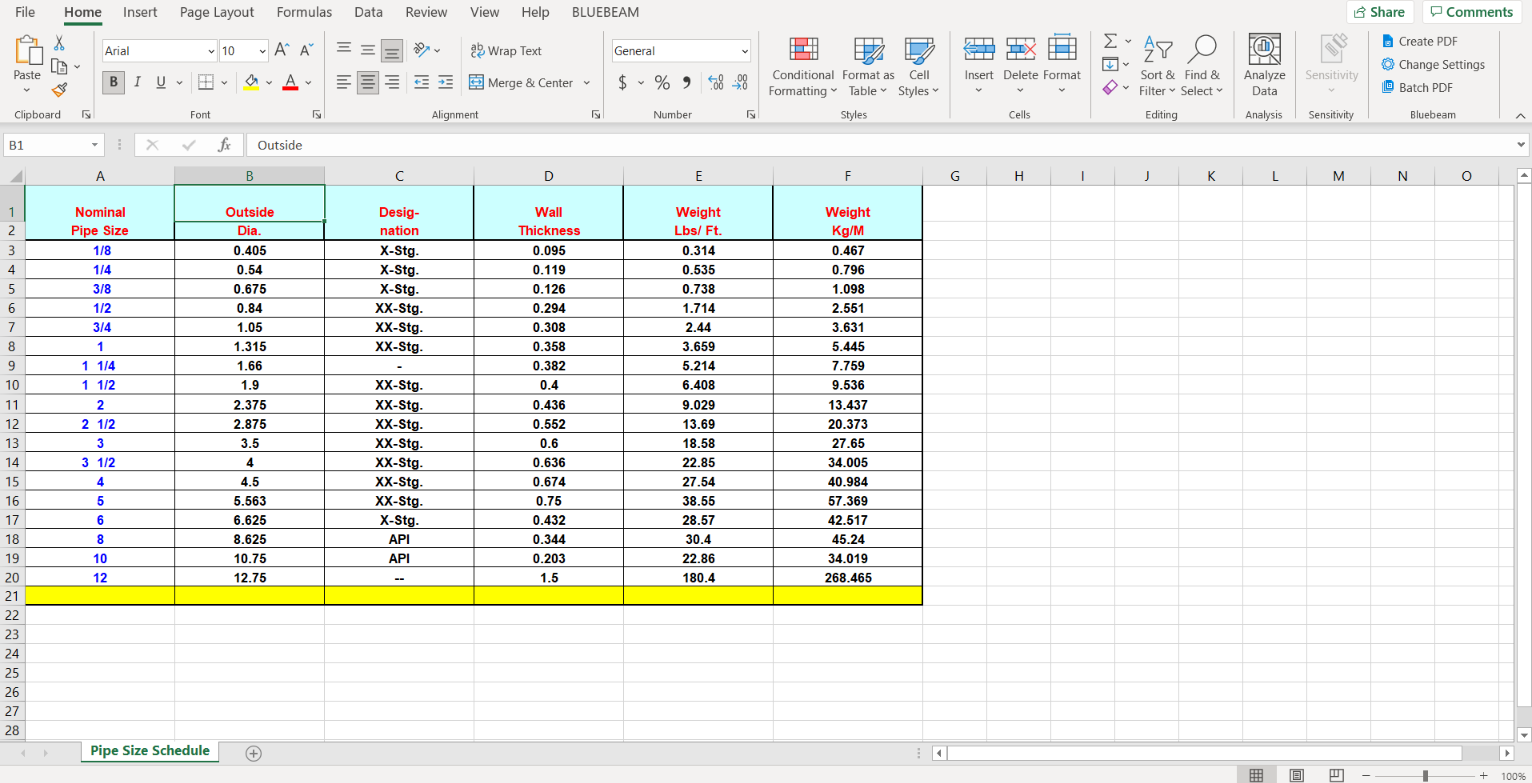 File Home Insert Page Layout Formulas Data Review View Help BLUEBEAM Share Comments
Arial 10 A A General
Paste B I U A ab Wrap Text Merge & Center $ % Conditional Formatting Format as Table Cell Styles Insert Delete Format Sort & Filter Find & Select Analyze Data Sensitivity Create PDF Change Settings Batch PDF
Clipboard Font Alignment Number Styles Cells Editing Analysis Sensitivity Bluebeam
B1 fx Outside
A B C D E F G H I J K L M N O
1 Nominal Outside Desig- Wall Weight Weight
2 Pipe Size Dia. nation Thickness Lbs/ Ft. Kg/M
3 1/8 0.405 X-Stg. 0.095 0.314 0.467
4 1/4 0.54 X-Stg. 0.119 0.535 0.796
5 3/8 0.675 X-Stg. 0.126 0.738 1.098
6 1/2 0.84 XX-Stg. 0.294 1.714 2.551
7 3/4 1.05 XX-Stg. 0.308 2.44 3.631
8 1 1.315 XX-Stg. 0.358 3.659 5.445
9 1 1/4 1.66 - 0.382 5.214 7.759
10 1 1/2 1.9 XX-Stg. 0.4 6.408 9.536
11 2 2.375 XX-Stg. 0.436 9.029 13.437
12 2 1/2 2.875 XX-Stg. 0.552 13.69 20.373
13 3 3.5 XX-Stg. 0.6 18.58 27.65
14 3 1/2 4 XX-Stg. 0.636 22.85 34.005
15 4 4.5 XX-Stg. 0.674 27.54 40.984
16 5 5.563 XX-Stg. 0.75 38.55 57.369
17 6 6.625 X-Stg. 0.432 28.57 42.517
18 8 8.625 API 0.344 30.4 45.24
19 10 10.75 API 0.203 22.86 34.019
20 12 12.75 -- 1.5 180.4 268.465
21
22
23
24
25
26
27
28
Pipe Size Schedule
100%